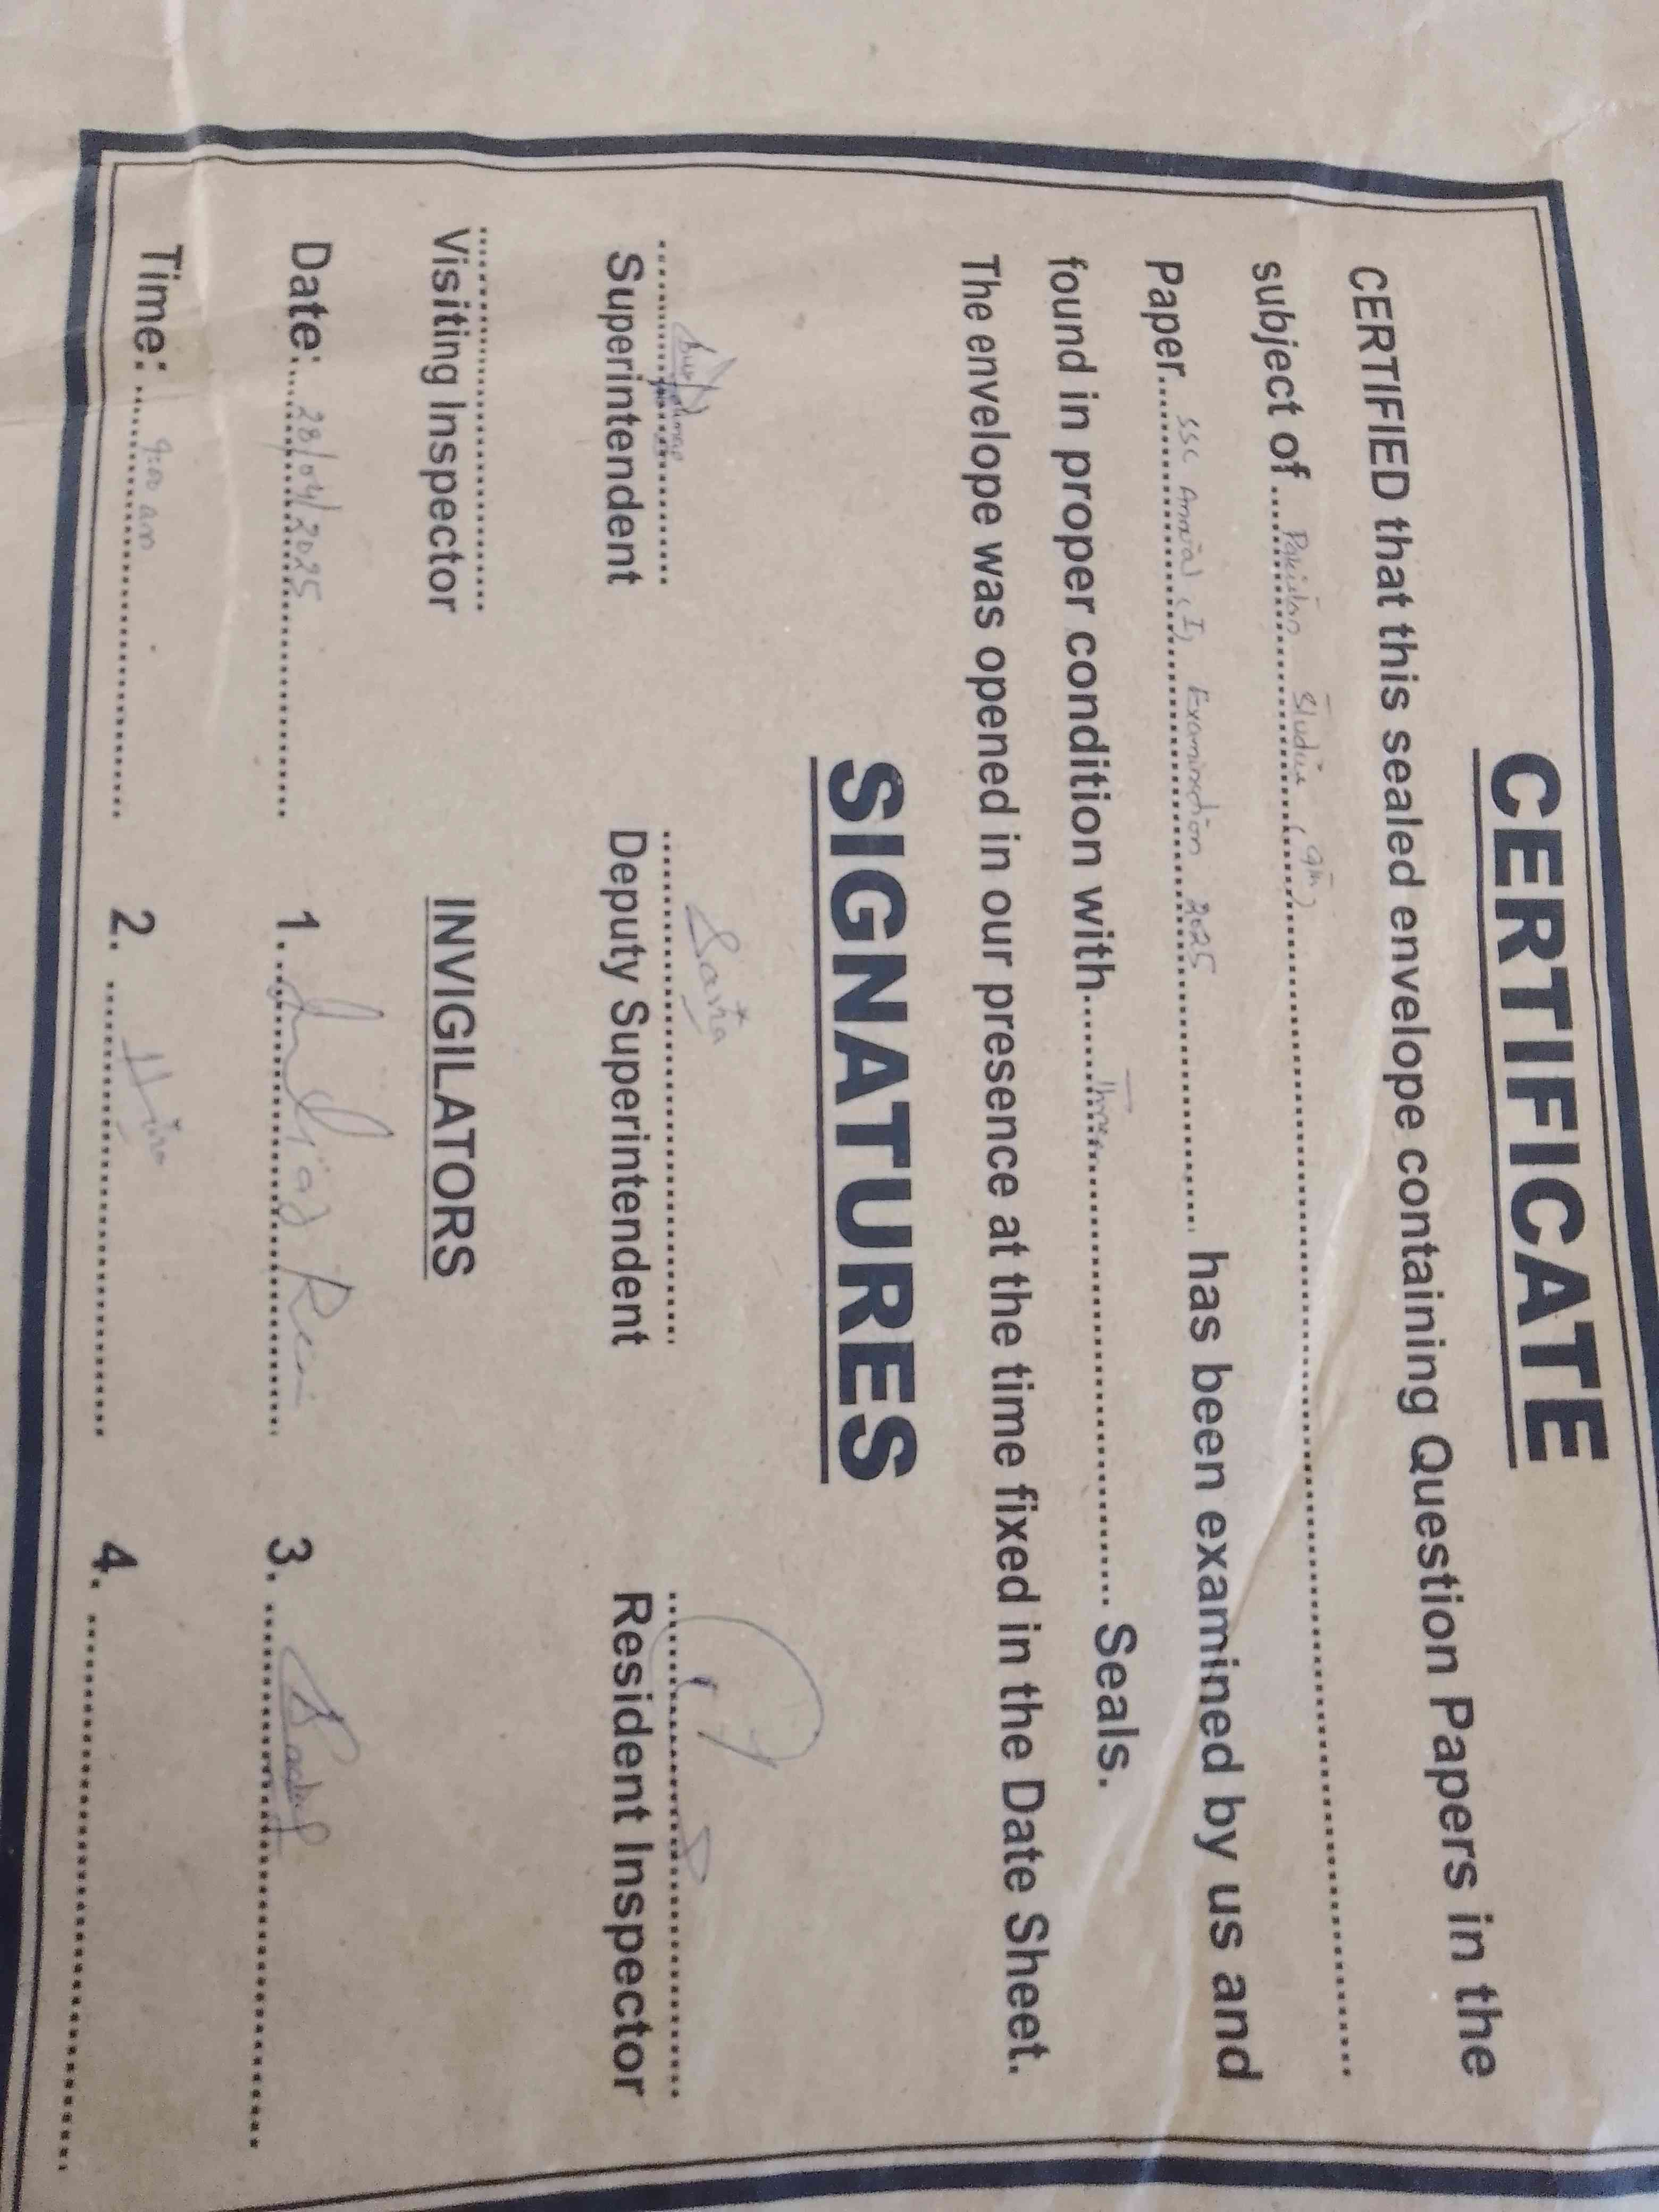 CERTIFICATE
CERTIFIED that this sealed envelope containing Question Papers in the
subject of....Pakistan Studies (9th)....
Paper....SSC Annual (I) Examination 2025.... has been examined by us and
found in proper condition with....Three.... Seals.
The envelope was opened in our presence at the time fixed in the Date Sheet.
SIGNATURES
Superintendent Deputy Superintendent Resident Inspector
Visiting Inspector INVIGILATORS
Date:....28/04/2025.... 1. 3.
Time:....9:00 am.... 2. Hina 4.